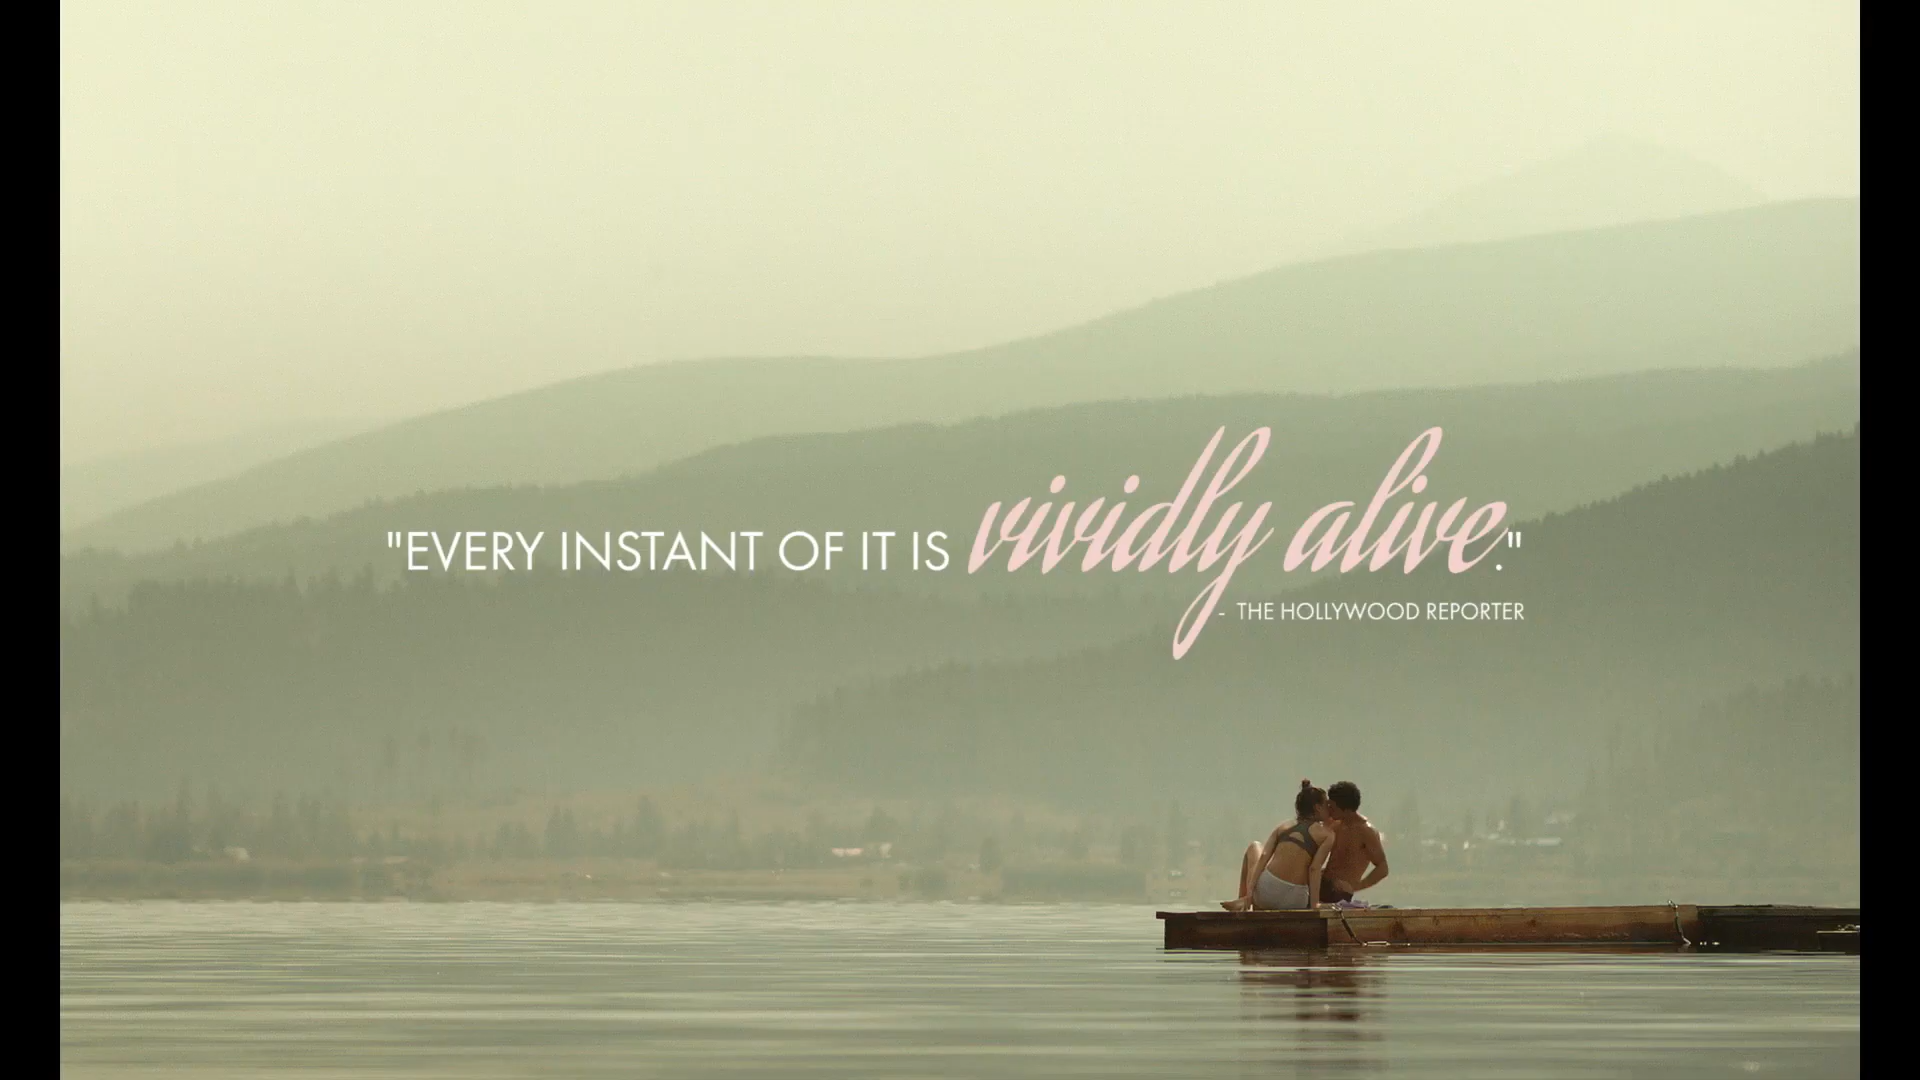 "EVERY INSTANT OF IT IS vividly alive."
- THE HOLLYWOOD REPORTER